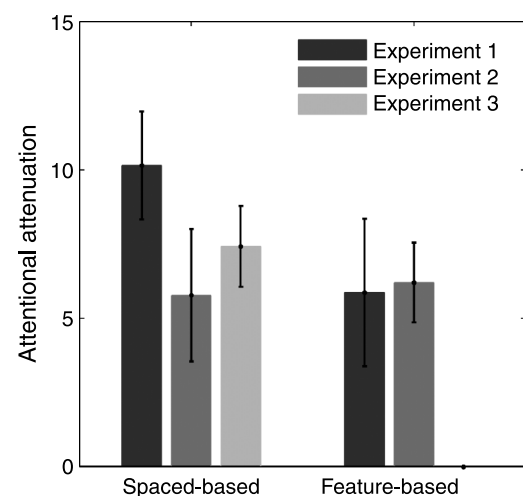 15
Experiment 1
Experiment 2
Experiment 3
10
Attentional attenuation
5
0
Spaced-based Feature-based